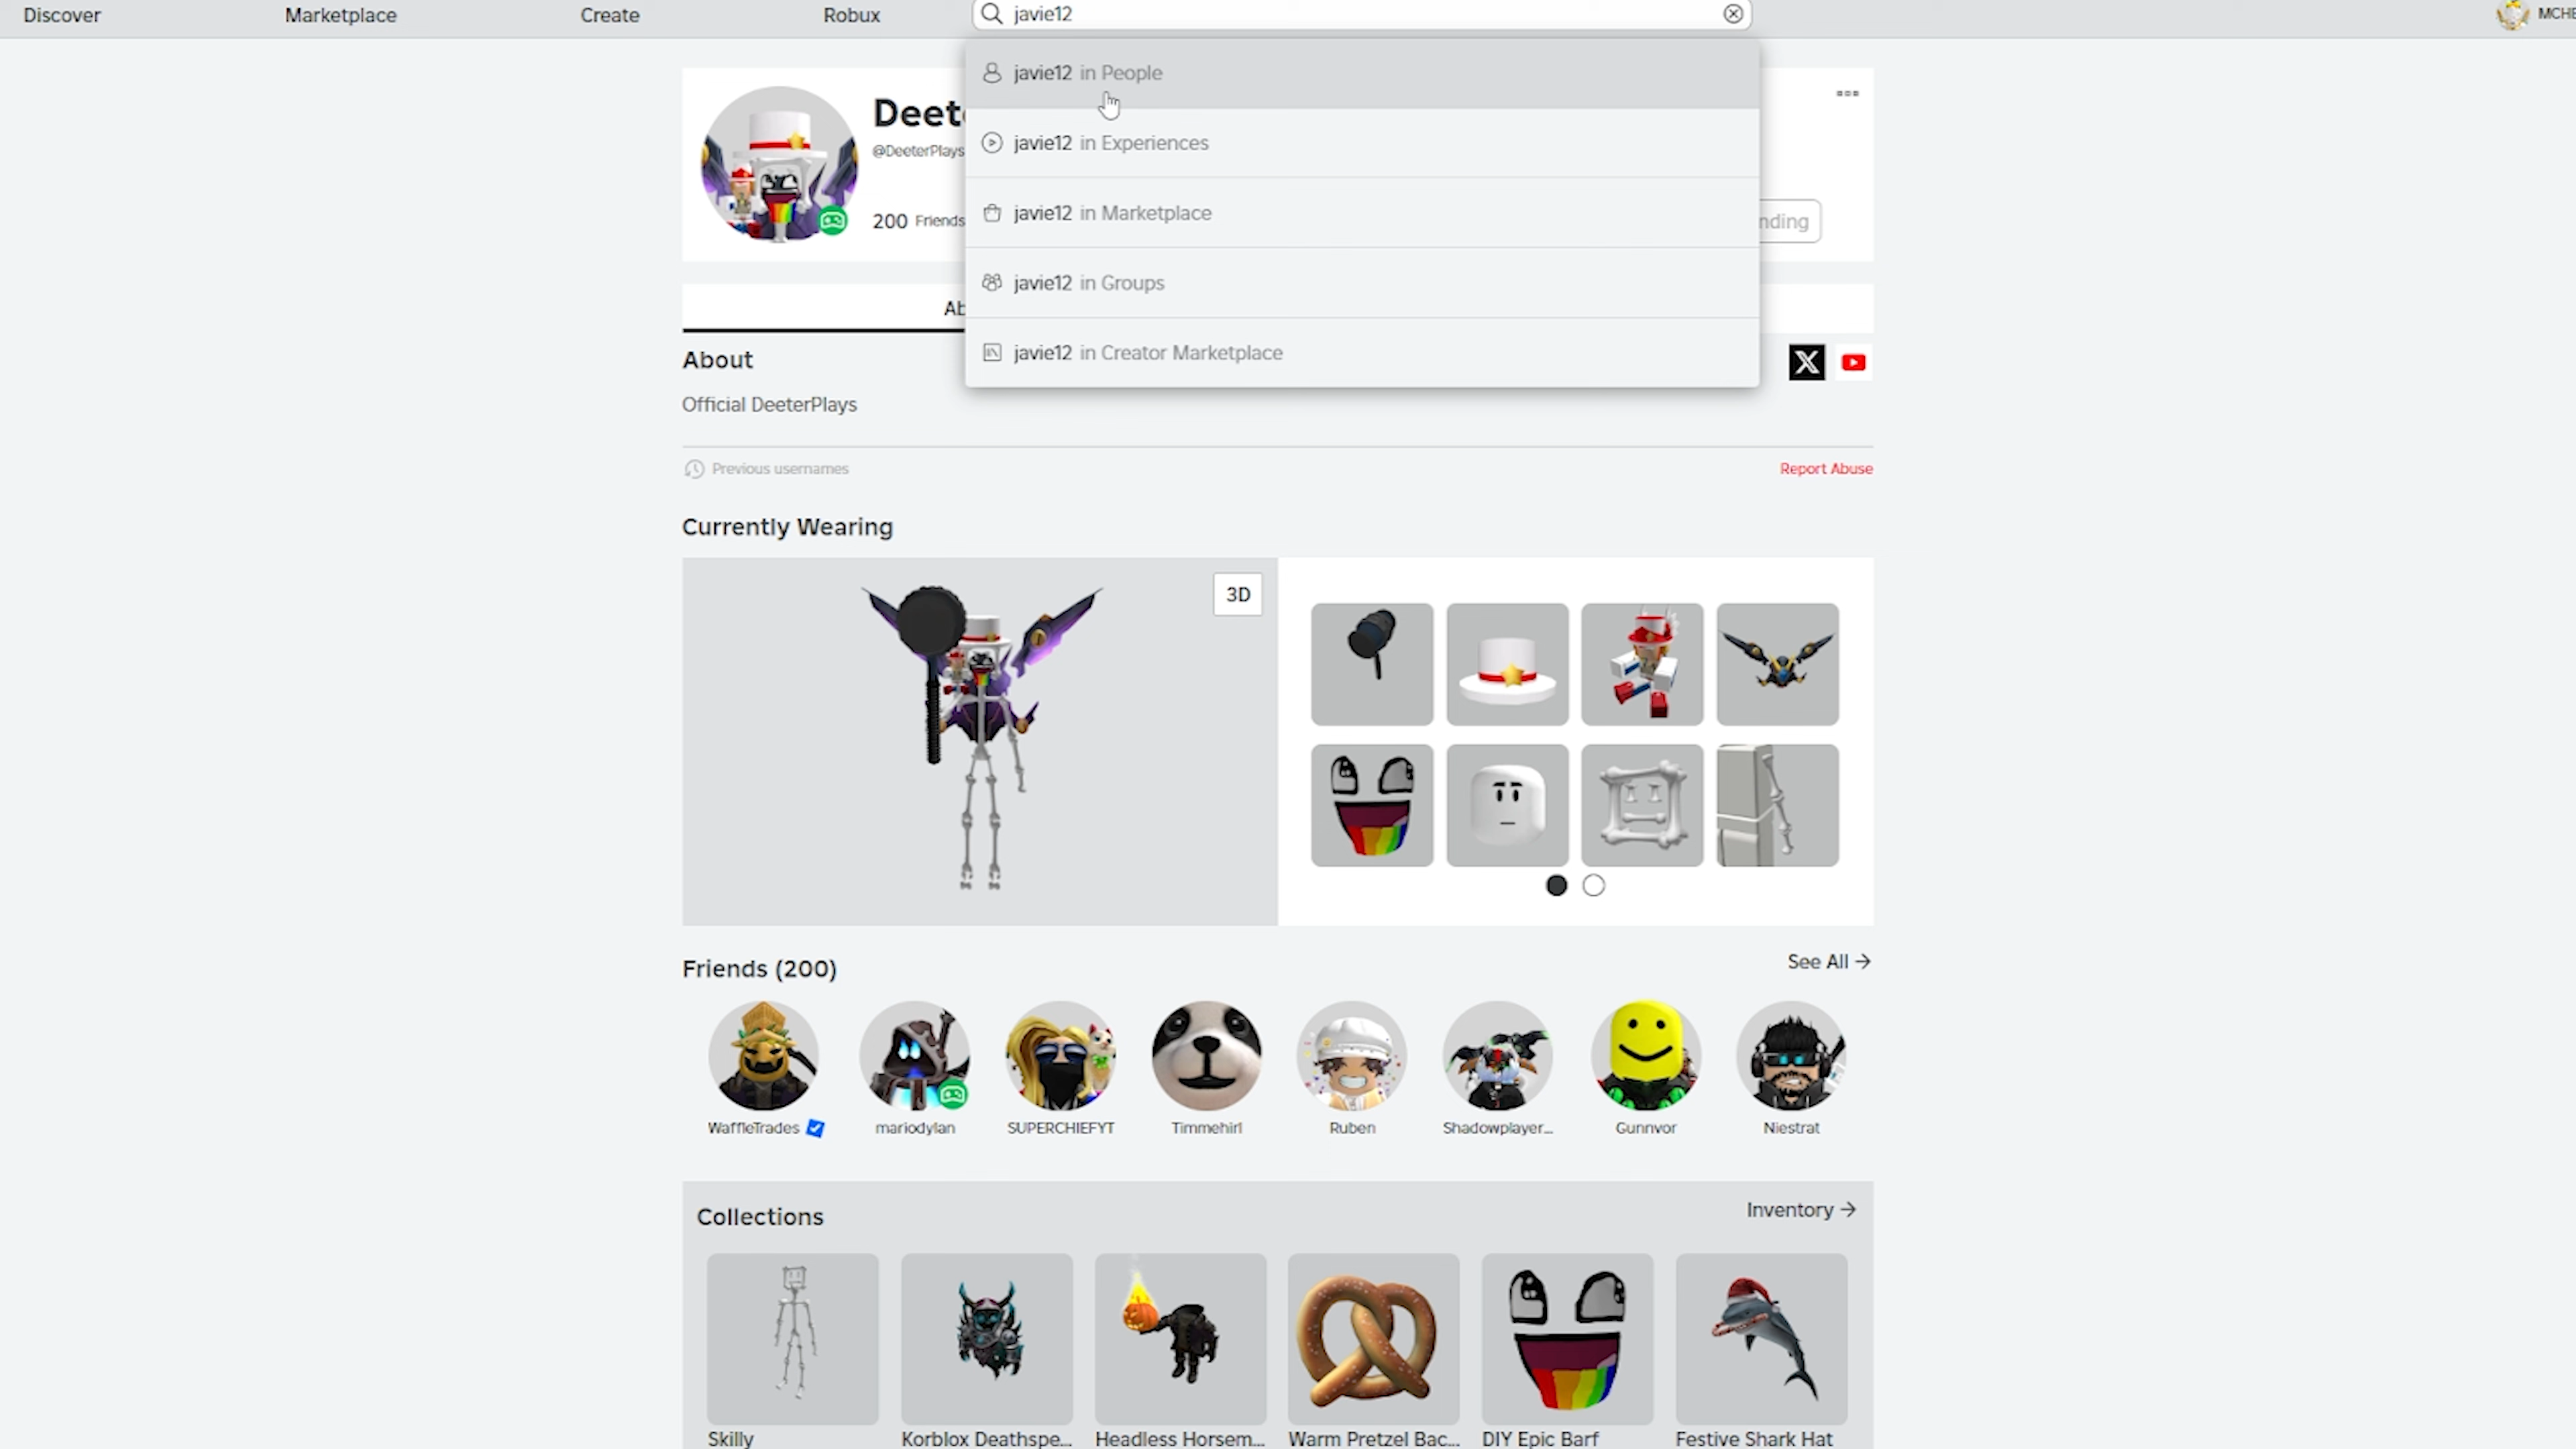 Discover Marketplace Create Robux javie12
javie12 in People
javie12 in Experiences
@DeeterPlays
javie12 in Marketplace
200 Friends
javie12 in Groups
javie12 in Creator Marketplace
About
Official DeeterPlays
Previous usernames
Report Abuse
Currently Wearing
3D
Friends (200)
See All →
WaffleTrades mariodylan SUPERCHIEFYT Timmehirl Ruben Shadowplayer... Gunnvor Niestrat
Collections
Inventory →
Skilly Korblox Deathspe... Headless Horsem... Warm Pretzel Bac... DIY Epic Barf Festive Shark Hat